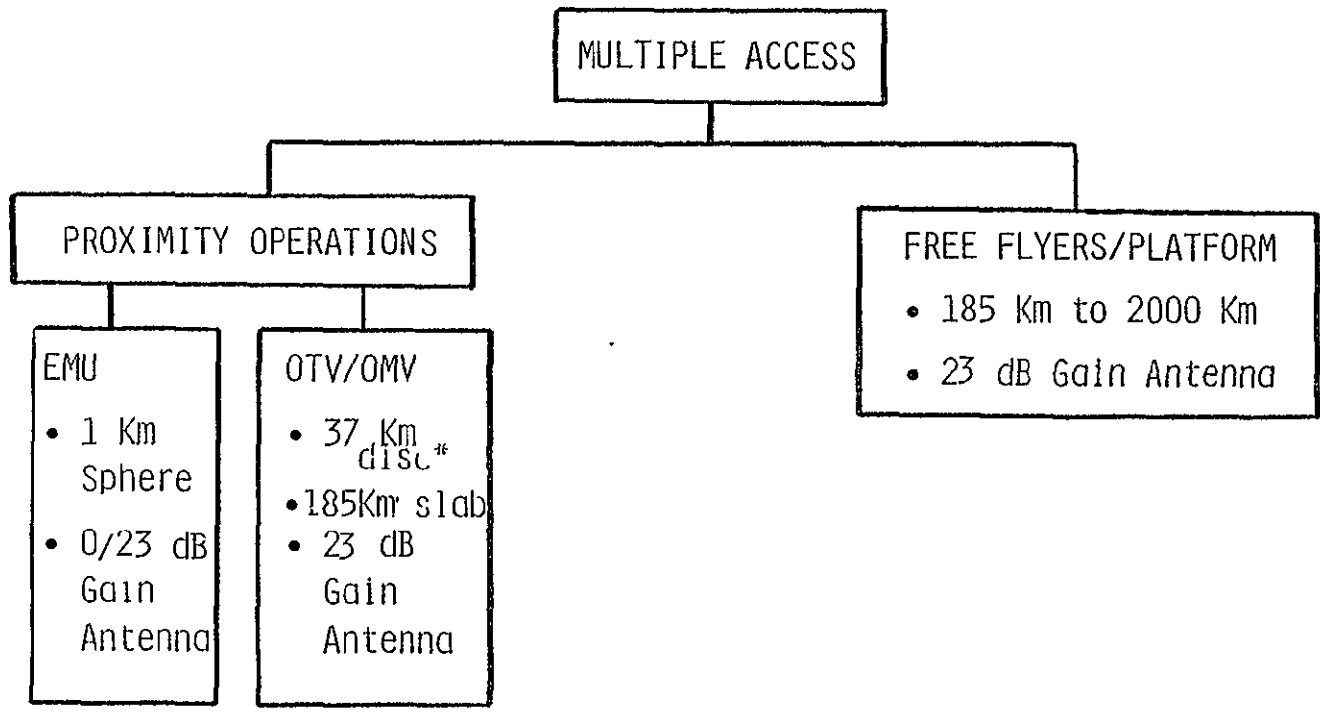 MULTIPLE ACCESS
PROXIMITY OPERATIONS
EMU
• 1 Km
Sphere
• 0/23 dB
Gain
Antenna
OTV/OMV
• 37 Km
disc*
• 185Km slab
• 23 dB
Gain
Antenna
FREE FLYERS/PLATFORM
• 185 Km to 2000 Km
• 23 dB Gain Antenna